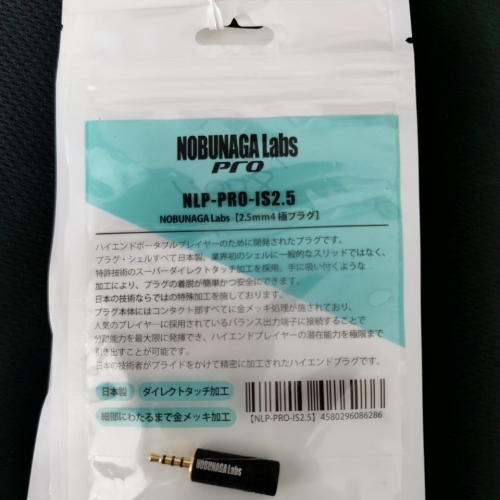 NOBUNAGA Labs
PRO
NLP-PRO-IS2.5
NOBUNAGA Labs【2.5mm4 極プラグ】
ハイエンドポータブルプレイヤーのために開発されたプラグです。
プラグ・シェルすべて日本製。業界初のシェルに一般的なスリッドではなく、
特許技術のスーパーダイレクトタッチ加工を採用。手に吸い付くような
加工により、プラグの着脱が簡単かつ安全にできます。
日本の技術ならではの特殊加工を施しております。
プラグ本体にはコンタクト部すべてに金メッキ処理が施されており、
人気のプレイヤーに採用されているバランス出力端子に接続することで
分離能力を最大限に発揮でき、ハイエンドプレイヤーの潜在能力を極限まで
引き出すことが可能です。
日本の技術者がプライドをかけて精密に加工されたハイエンドプラグです。
日本製 ダイレクトタッチ加工
細部にわたるまで金メッキ加工
【NLP-PRO-IS2.5】4580296086286
NOBUNAGA Labs